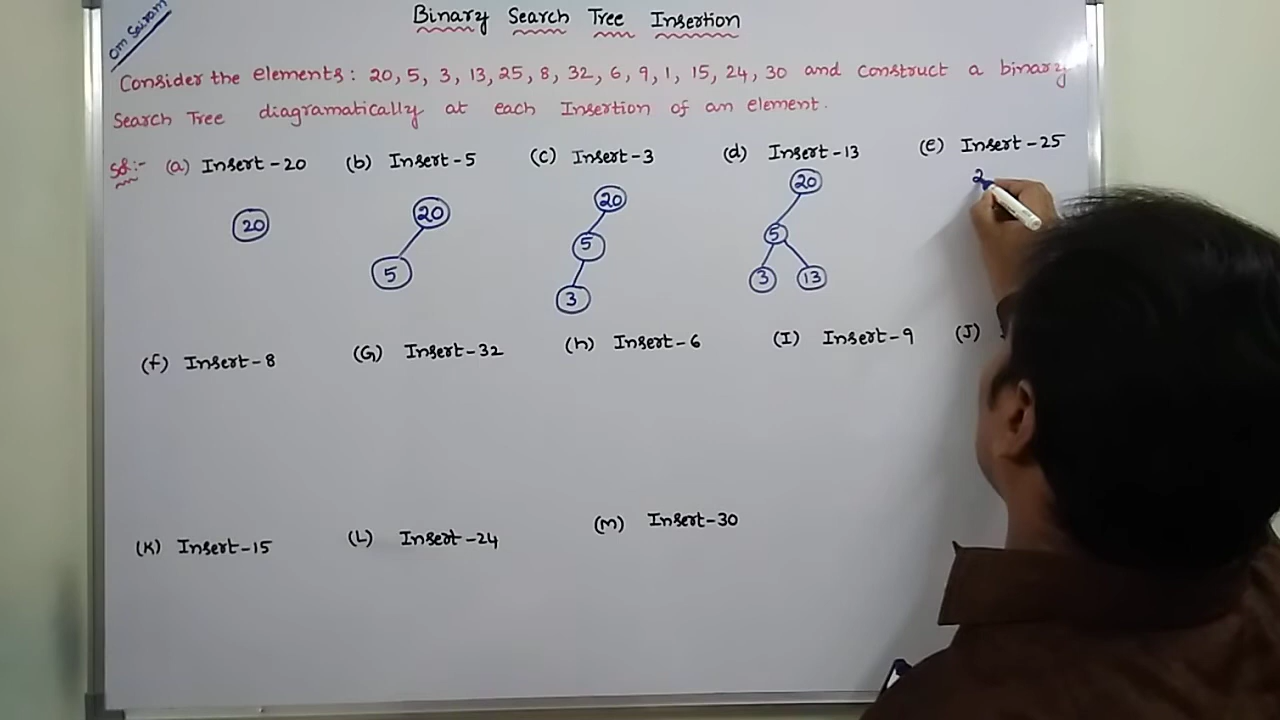 Om Sairam
Binary Search Tree Insertion
Consider the elements: 20, 5, 3, 13, 25, 8, 32, 6, 9, 1, 15, 24, 30 and construct a binary
Search Tree diagramatically at each Insertion of an element.
Sol:- (a) Insert-20 (b) Insert-5 (c) Insert-3 (d) Insert-13 (e) Insert-25
20
20
5
20
5
3
20
5
3 13
2
(f) Insert-8 (G) Insert-32 (h) Insert-6 (I) Insert-9 (J)
(K) Insert-15 (L) Insert-24 (M) Insert-30